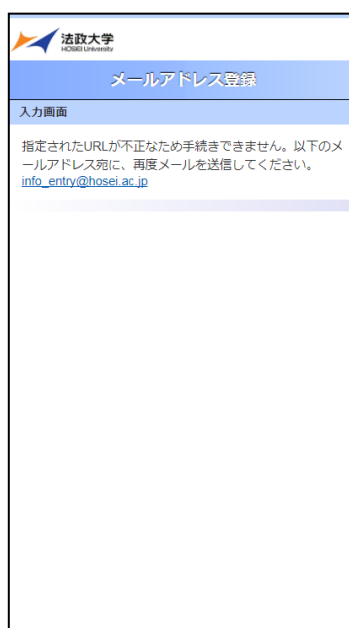 法政大学
HOSEI University
メールアドレス登録
入力画面
指定されたURLが不正なため手続きできません。以下のメ
ールアドレス宛に、再度メールを送信してください。
info_entry@hosei.ac.jp